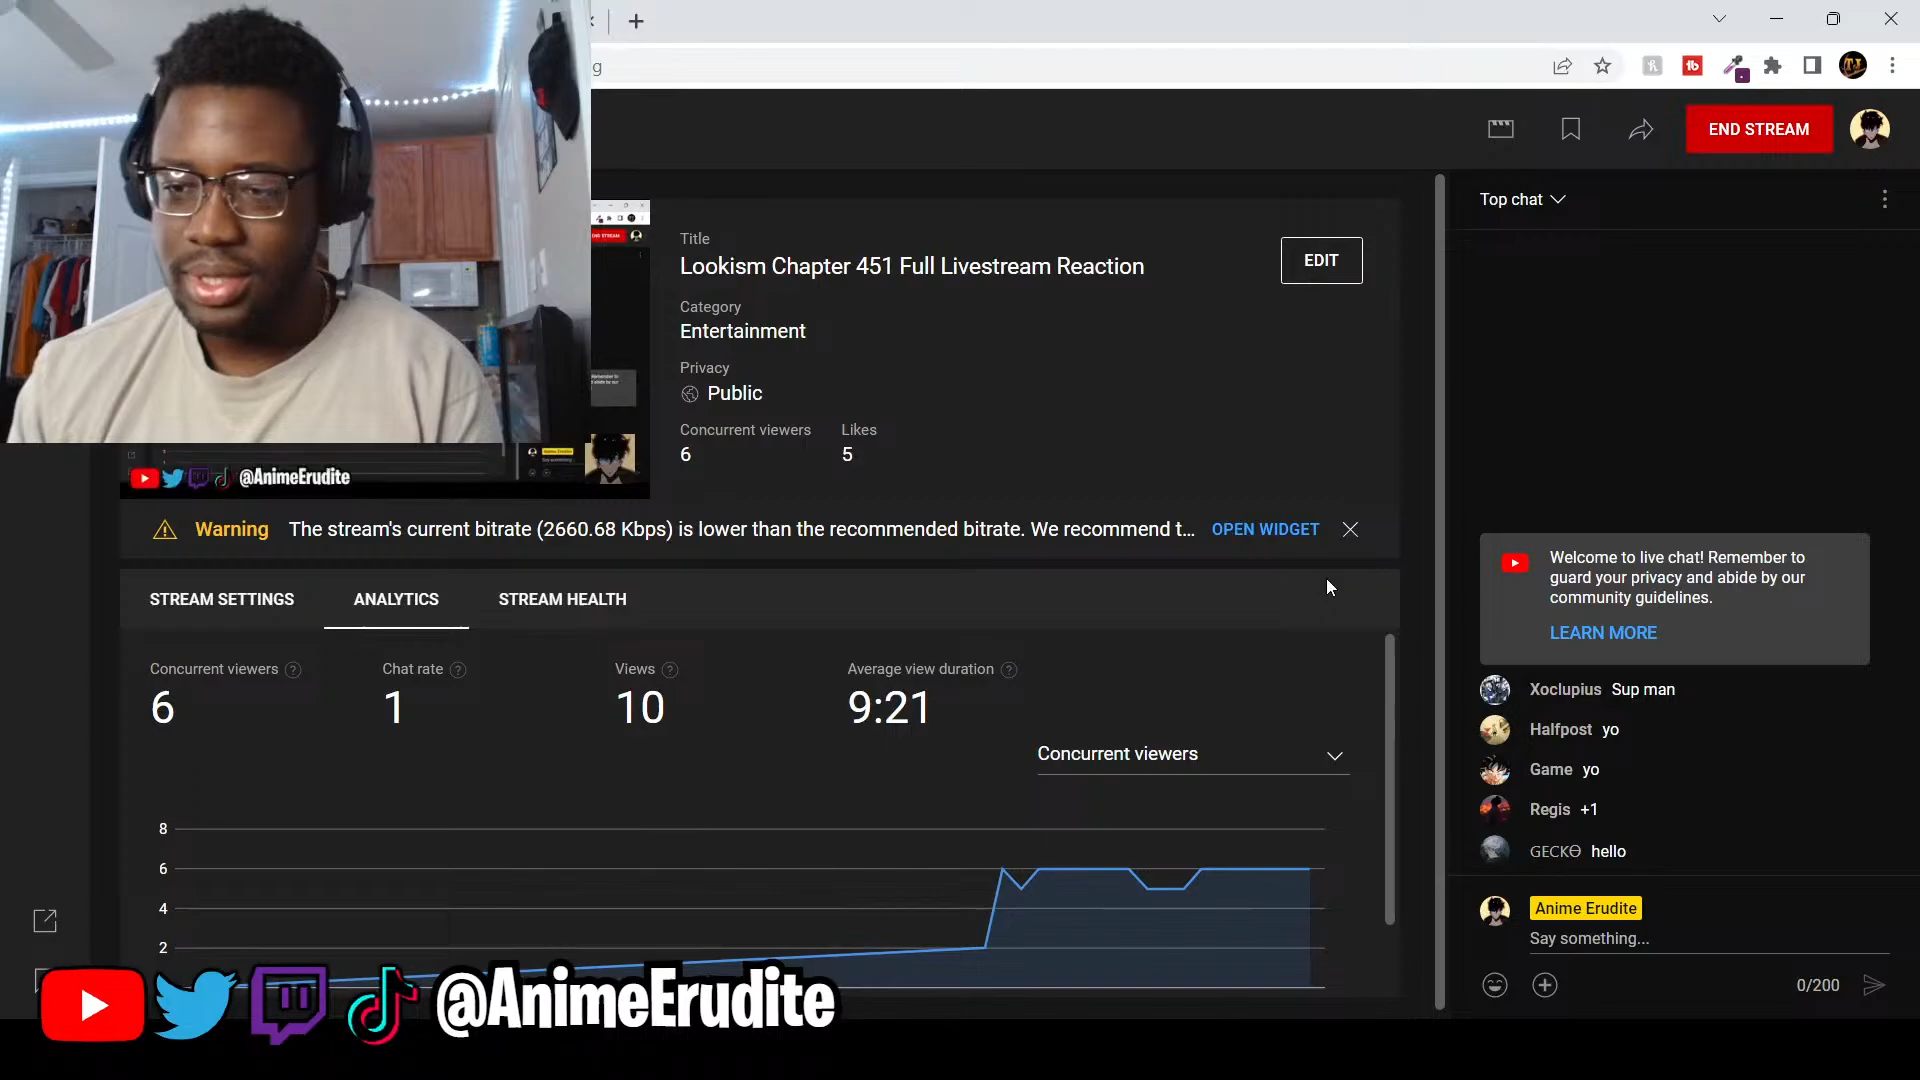 g
END STREAM
Top chat
Title
Lookism Chapter 451 Full Livestream Reaction
EDIT
Category
Entertainment
Privacy
Public
Concurrent viewers Likes
6 5
@AnimeErudite
Warning The stream's current bitrate (2660.68 Kbps) is lower than the recommended bitrate. We recommend t... OPEN WIDGET
STREAM SETTINGS ANALYTICS STREAM HEALTH
Concurrent viewers Chat rate Views Average view duration
6 1 10 9:21
Concurrent viewers
8
6
4
2
Welcome to live chat! Remember to
guard your privacy and abide by our
community guidelines.
LEARN MORE
Xoclupius Sup man
Halfpost yo
Game yo
Regis +1
GECKΘ hello
Anime Erudite
Say something...
0/200
@AnimeErudite